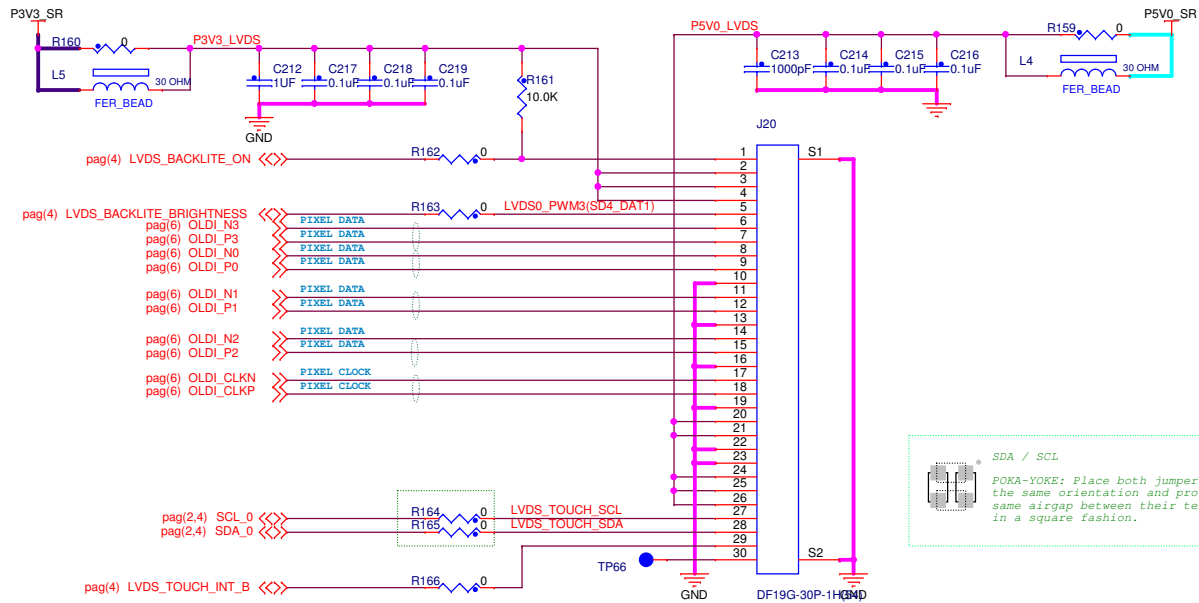 P3V3_SR
P5V0_SR
R160 0
P3V3_LVDS
P5V0_LVDS
R159 0
L5
30 OHM
FER_BEAD
C212
1UF
C217
0.1uF
C218
0.1uF
C219
0.1uF
R161
10.0K
GND
C213
1000pF
C214
0.1uF
C215
0.1uF
C216
0.1uF
L4
30 OHM
FER_BEAD
J20
pag(4) LVDS_BACKLITE_ON
R162 0
1
S1
2
3
4
pag(4) LVDS_BACKLITE_BRIGHTNESS
R163 0
LVDS0_PWM3(SD4_DAT1)
5
pag(6) OLDI_N3 PIXEL DATA 6
pag(6) OLDI_P3 PIXEL DATA 7
pag(6) OLDI_N0 PIXEL DATA 8
pag(6) OLDI_P0 PIXEL DATA 9
10
pag(6) OLDI_N1 PIXEL DATA 11
pag(6) OLDI_P1 12
13
pag(6) OLDI_N2 PIXEL DATA 14
pag(6) OLDI_P2 15
16
pag(6) OLDI_CLKN PIXEL CLOCK 17
pag(6) OLDI_CLKP 18
19
20
21
22
23
24
25
26
pag(2,4) SCL_0 R164 0 LVDS_TOUCH_SCL 27
pag(2,4) SDA_0 R165 0 LVDS_TOUCH_SDA 28
29
TP66
30
S2
pag(4) LVDS_TOUCH_INT_B R166 0
GND
DF19G-30P-1H
GND
SDA / SCL
POKA-YOKE: Place both jumper
the same orientation and pro
same airgap between their te
in a square fashion.